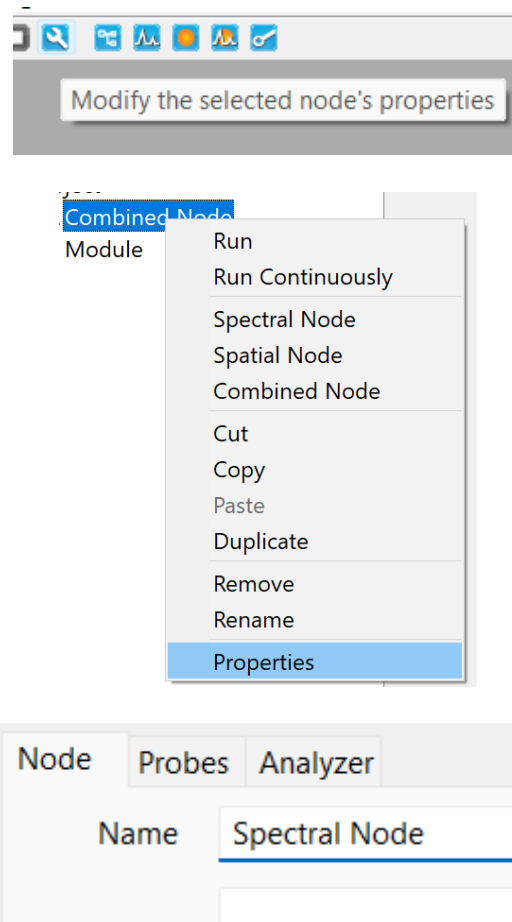 Modify the selected node's properties
Combined Node
Module
Run
Run Continuously
Spectral Node
Spatial Node
Combined Node
Cut
Copy
Paste
Duplicate
Remove
Rename
Properties
Node Probes Analyzer
Name Spectral Node